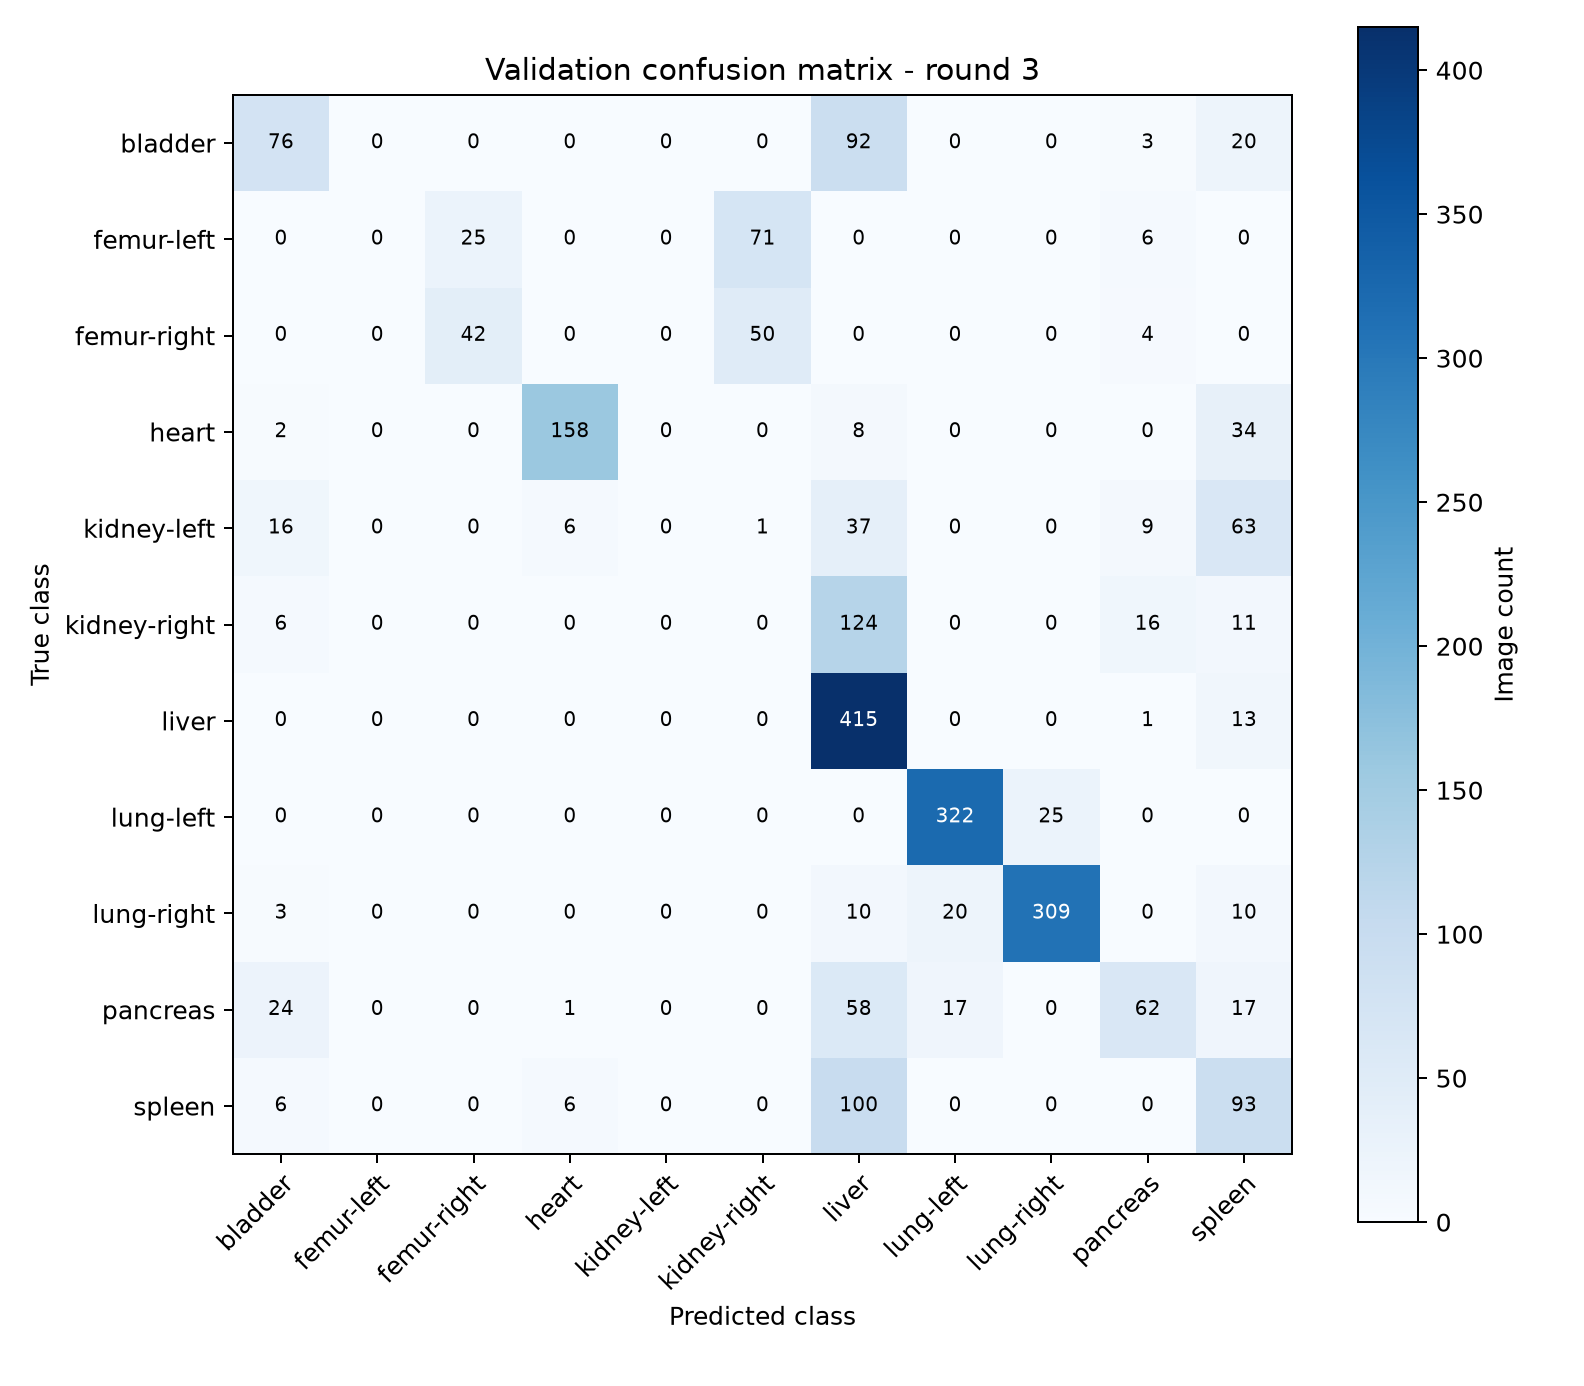 Validation confusion matrix - round 3
True class
bladder 76 0 0 0 0 0 92 0 0 3 20
femur-left 0 0 25 0 0 71 0 0 0 6 0
femur-right 0 0 42 0 0 50 0 0 0 4 0
heart 2 0 0 158 0 0 8 0 0 0 34
kidney-left 16 0 0 6 0 1 37 0 0 9 63
kidney-right 6 0 0 0 0 0 124 0 0 16 11
liver 0 0 0 0 0 0 415 0 0 1 13
lung-left 0 0 0 0 0 0 0 322 25 0 0
lung-right 3 0 0 0 0 0 10 20 309 0 10
pancreas 24 0 0 1 0 0 58 17 0 62 17
spleen 6 0 0 6 0 0 100 0 0 0 93
bladder femur-left femur-right heart kidney-left kidney-right liver lung-left lung-right pancreas spleen
Predicted class
400
350
300
250
200
150
100
50
0
Image count